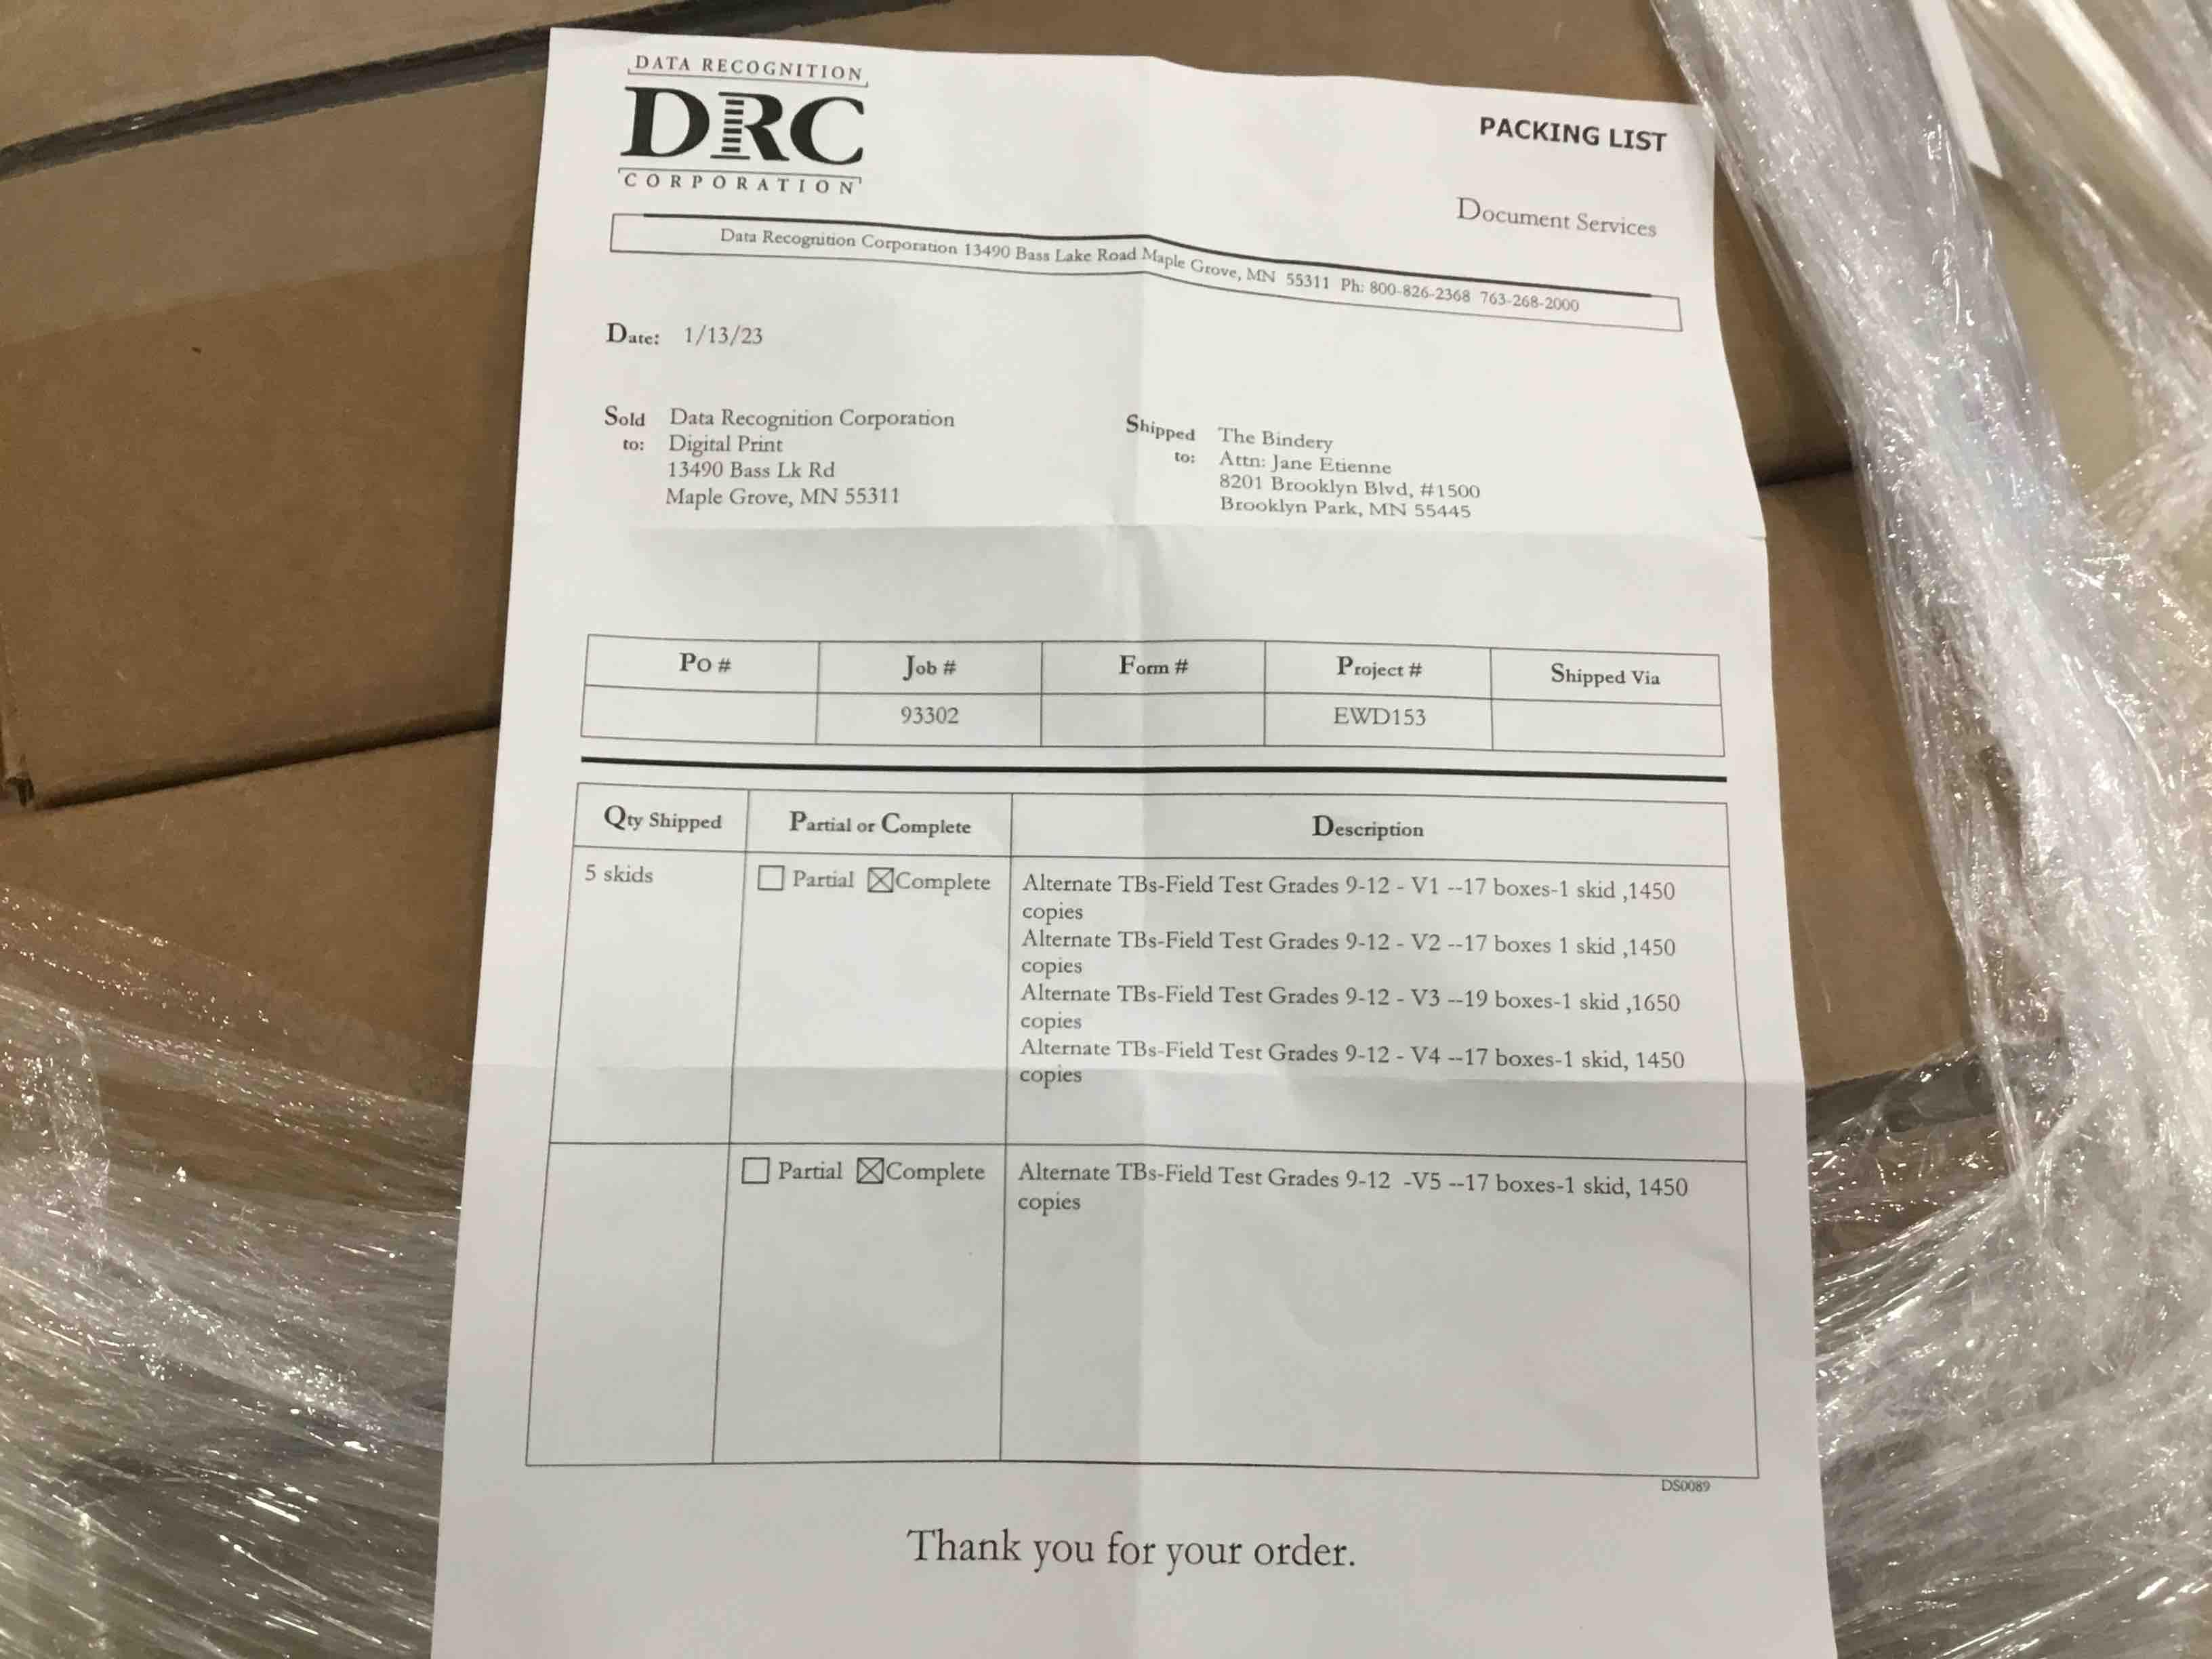 DATA RECOGNITION
DRC
CORPORATION
PACKING LIST
Document Services
Data Recognition Corporation 13490 Bass Lake Road Maple Grove, MN 55311 Ph: 800-826-2368 763-268-2000
Date: 1/13/23
Sold to:
Data Recognition Corporation
Digital Print
13490 Bass Lk Rd
Maple Grove, MN 55311
Shipped to:
The Bindery
Attn: Jane Etienne
8201 Brooklyn Blvd, #1500
Brooklyn Park, MN 55445
Po # Job # Form # Project # Shipped Via
93302 EWD153
Qty Shipped Partial or Complete Description
5 skids ☐ Partial ☒Complete Alternate TBs-Field Test Grades 9-12 - V1 --17 boxes-1 skid ,1450
copies
Alternate TBs-Field Test Grades 9-12 - V2 --17 boxes 1 skid ,1450
copies
Alternate TBs-Field Test Grades 9-12 - V3 --19 boxes-1 skid ,1650
copies
Alternate TBs-Field Test Grades 9-12 - V4 --17 boxes-1 skid, 1450
copies
☐ Partial ☒Complete Alternate TBs-Field Test Grades 9-12 -V5 --17 boxes-1 skid, 1450
copies
DS0089
Thank you for your order.